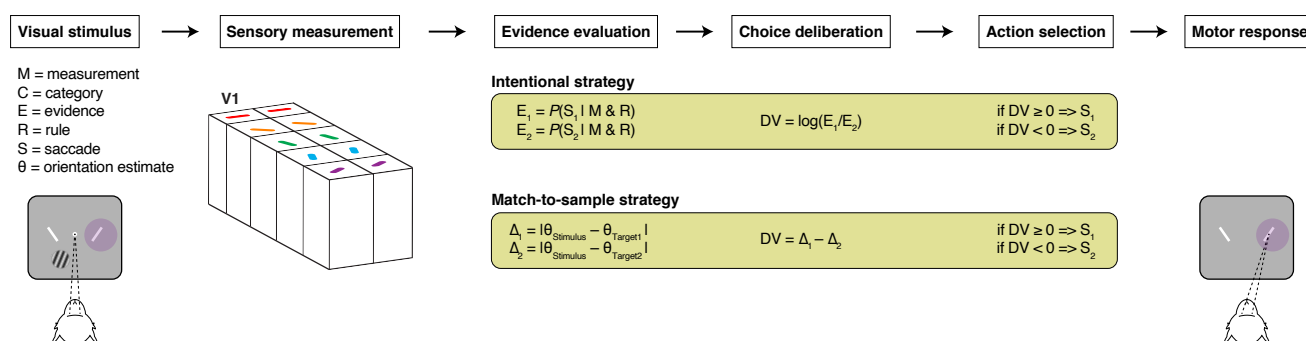 Visual stimulus
Sensory measurement
Evidence evaluation
Choice deliberation
Action selection
Motor response
M = measurement
C = category
E = evidence
R = rule
S = saccade
θ = orientation estimate
V1
Intentional strategy
E₁ = P(S₁ | M & R)
E₂ = P(S₂ | M & R)
DV = log(E₁/E₂)
if DV ≥ 0 => S₁
if DV < 0 => S₂
Match-to-sample strategy
Δ₁ = |θStimulus – θTarget1|
Δ₂ = |θStimulus – θTarget2|
DV = Δ₁ – Δ₂
if DV ≥ 0 => S₁
if DV < 0 => S₂